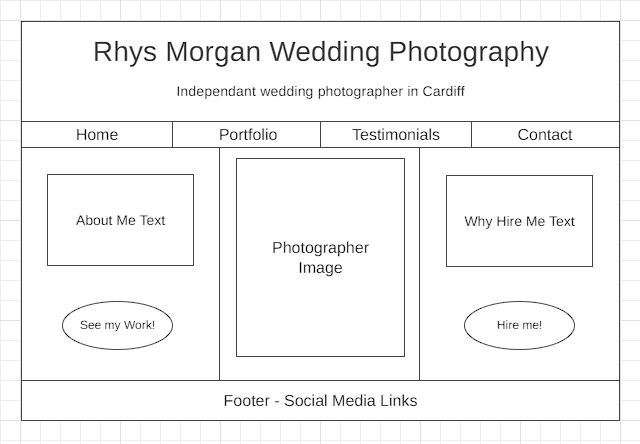 Rhys Morgan Wedding Photography
Independant wedding photographer in Cardiff
Home
Portfolio
Testimonials
Contact
About Me Text
See my Work!
Photographer
Image
Why Hire Me Text
Hire me!
Footer - Social Media Links